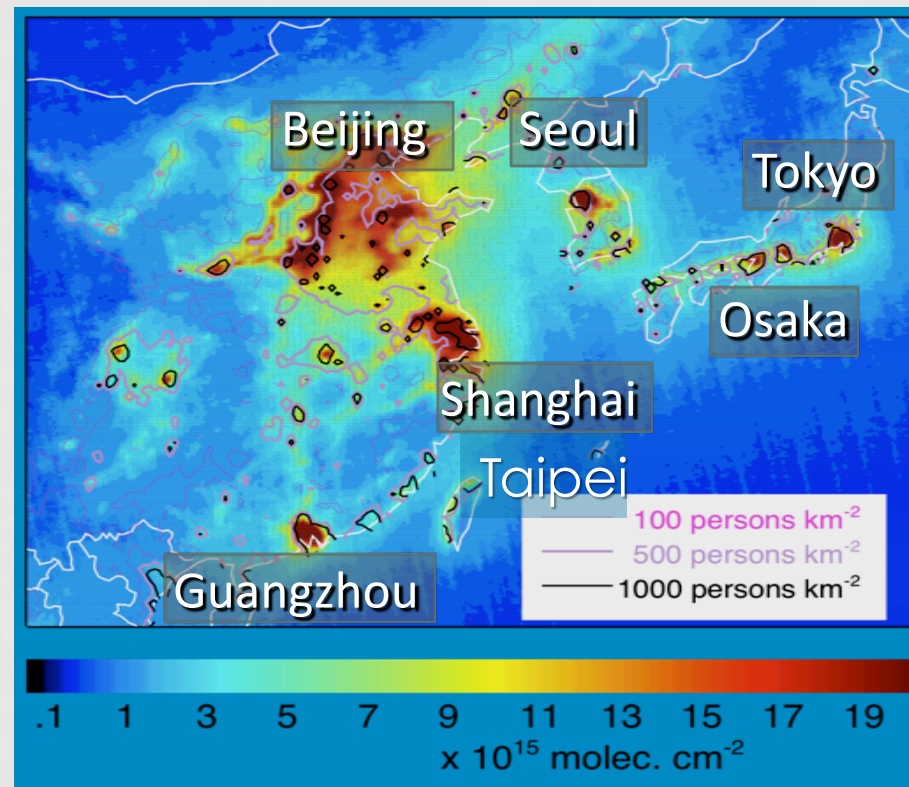 Beijing
Seoul
Tokyo
Osaka
Shanghai
Taipei
Guangzhou
100 persons km⁻²
500 persons km⁻²
1000 persons km⁻²
.1 1 3 5 7 9 11 13 15 17 19
x 10¹⁵ molec. cm⁻²